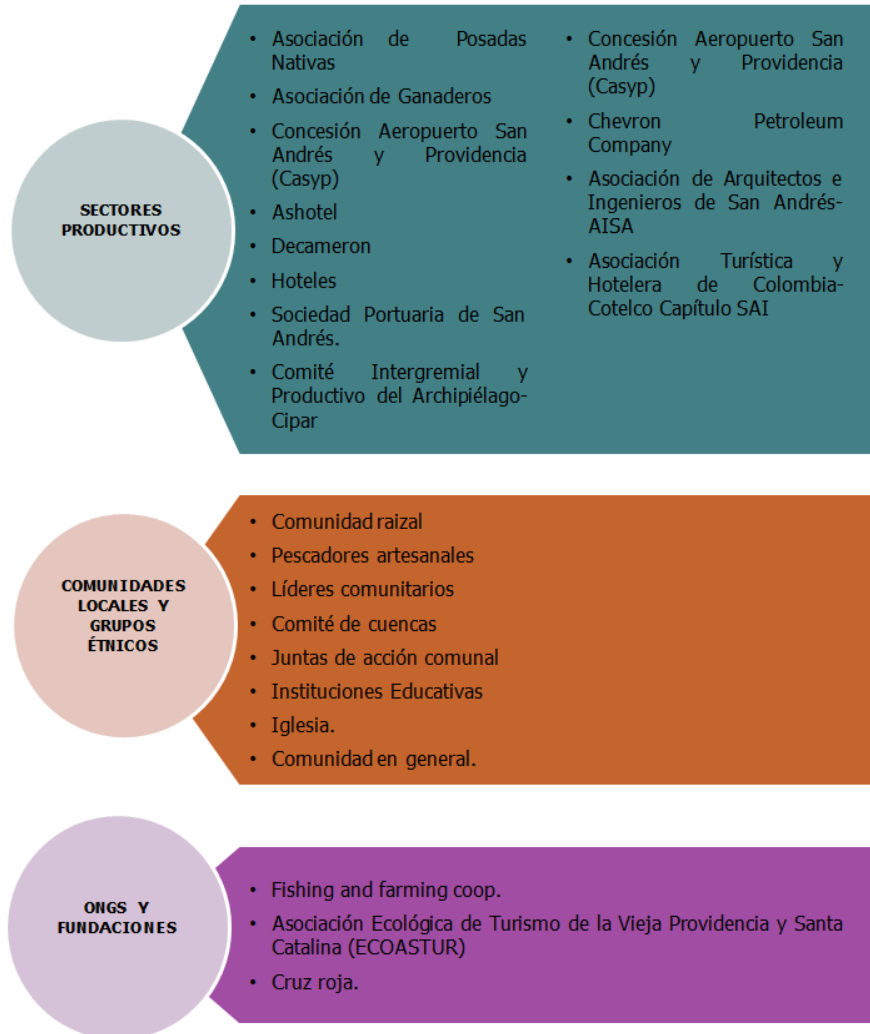 SECTORES
PRODUCTIVOS
• Asociación de Posadas
Nativas
• Asociación de Ganaderos
• Concesión Aeropuerto San
Andrés y Providencia
(Casyp)
• Ashotel
• Decameron
• Hoteles
• Sociedad Portuaria de San
Andrés.
• Comité Intergremial y
Productivo del Archipiélago-
Cipar
• Concesión Aeropuerto San
Andrés y Providencia
(Casyp)
• Chevron Petroleum
Company
• Asociación de Arquitectos e
Ingenieros de San Andrés-
AISA
• Asociación Turística y
Hotelera de Colombia-
Cotelco Capítulo SAI
COMUNIDADES
LOCALES Y
GRUPOS
ÉTNICOS
• Comunidad raizal
• Pescadores artesanales
• Líderes comunitarios
• Comité de cuencas
• Juntas de acción comunal
• Instituciones Educativas
• Iglesia.
• Comunidad en general.
ONGS Y
FUNDACIONES
• Fishing and farming coop.
• Asociación Ecológica de Turismo de la Vieja Providencia y Santa
Catalina (ECOASTUR)
• Cruz roja.